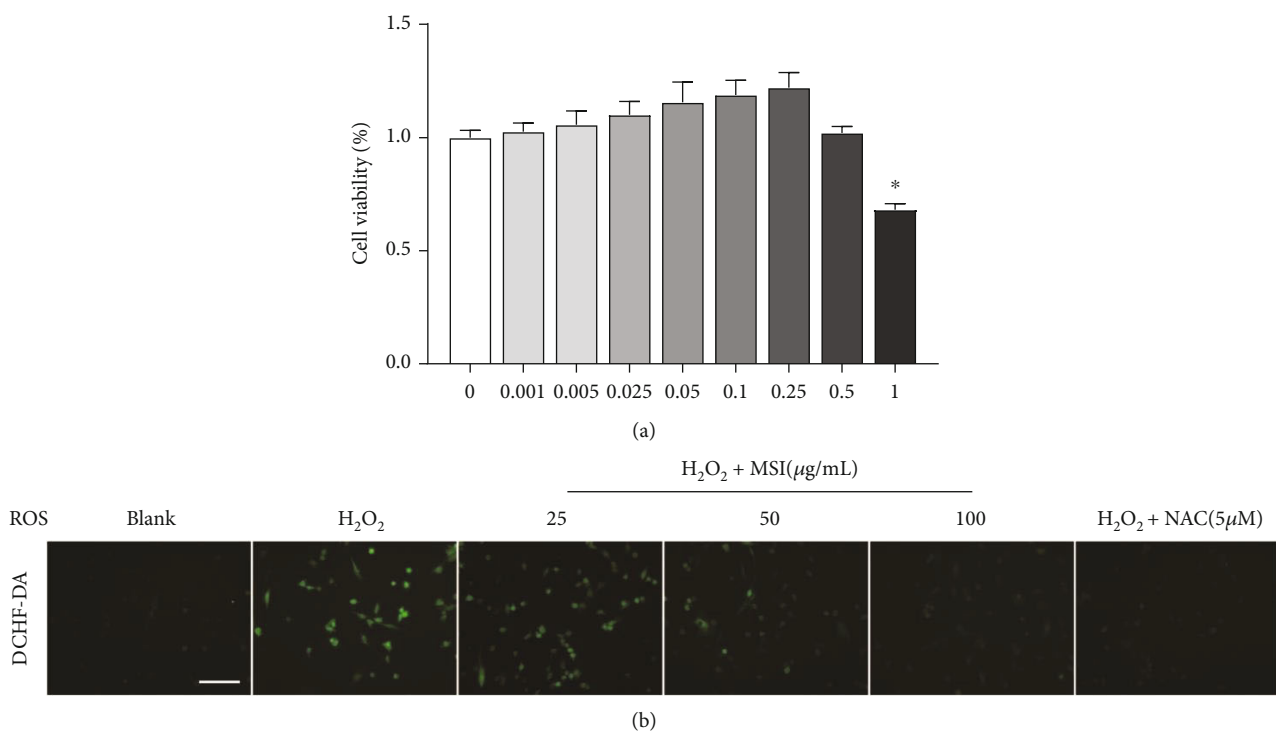 1.5
1.0
0.5
0.0
Cell viability (%)
*
0 0.001 0.005 0.025 0.05 0.1 0.25 0.5 1
(a)
H₂O₂ + MSI(μg/mL)
ROS Blank H₂O₂ 25 50 100 H₂O₂ + NAC(5μM)
DCHF-DA
(b)